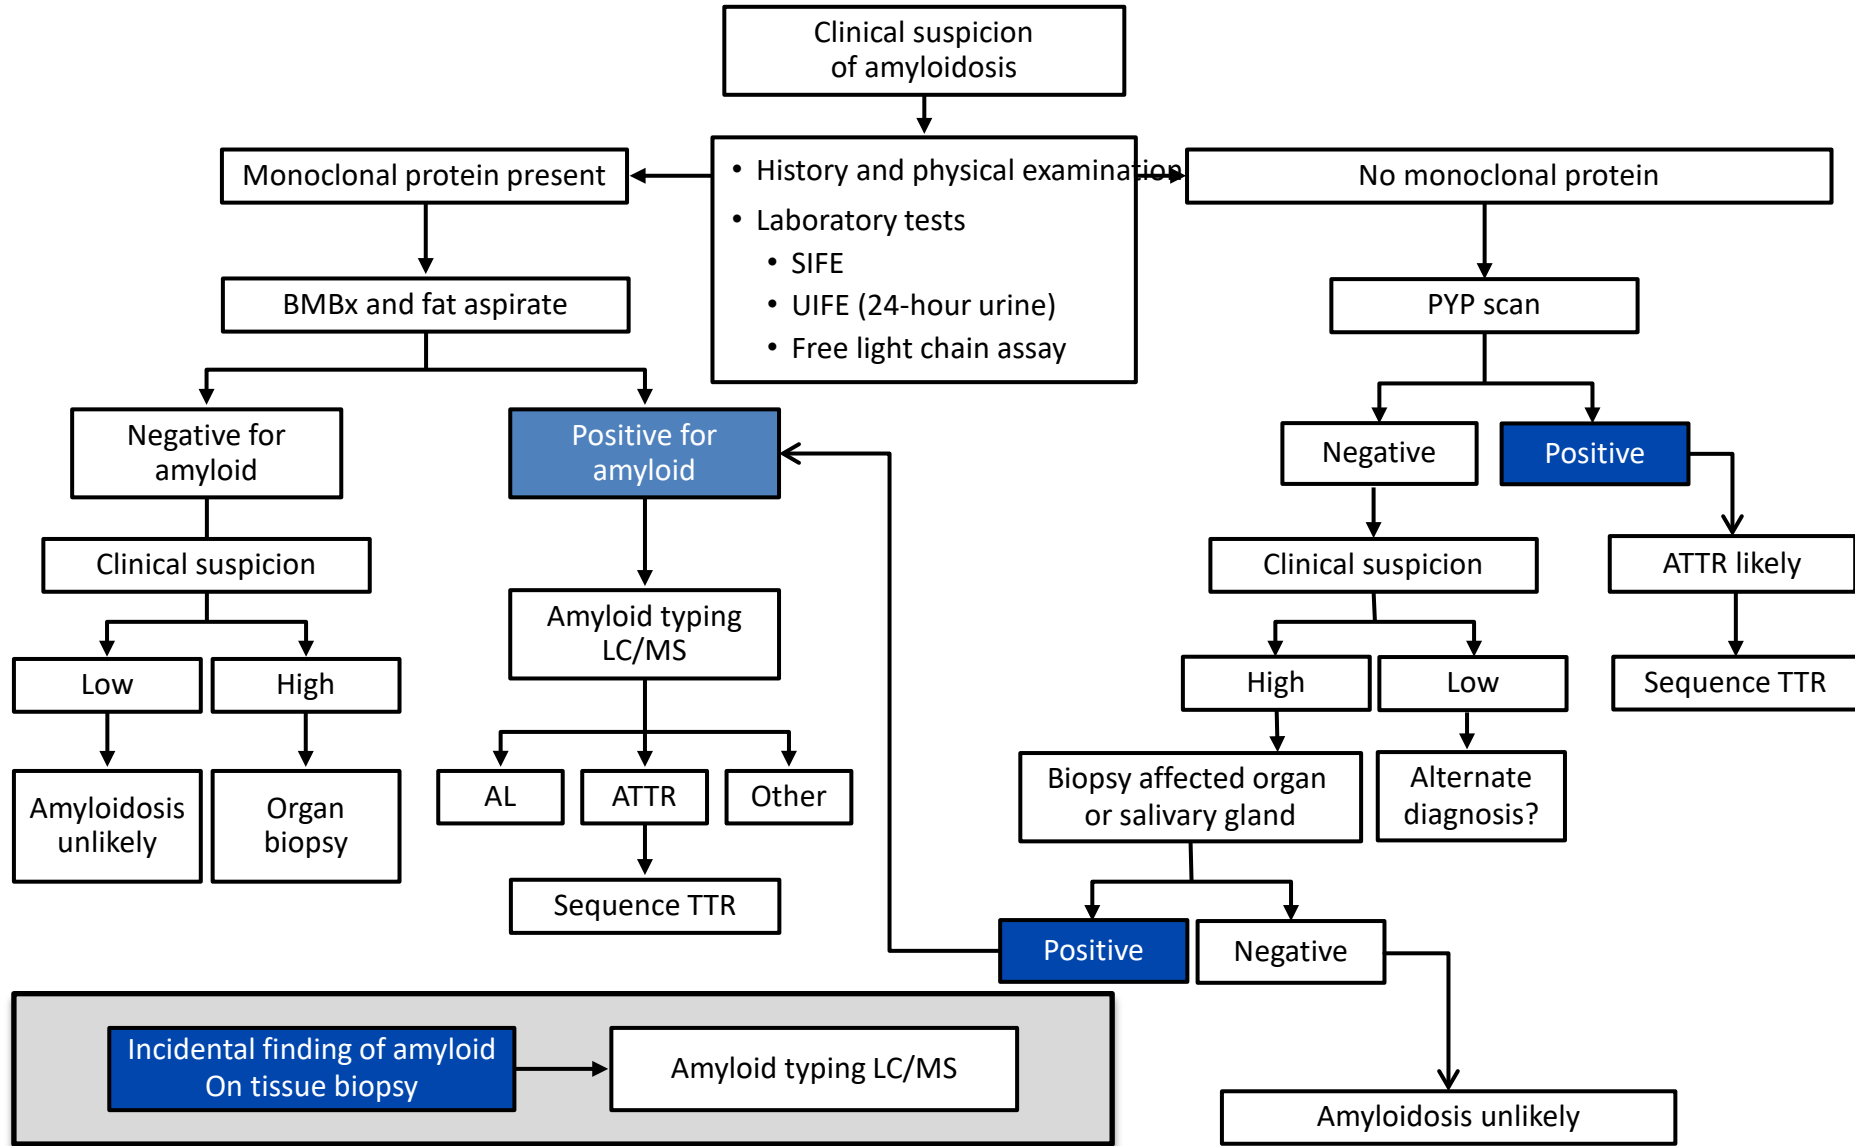 Clinical suspicion
of amyloidosis
Monoclonal protein present
• History and physical examination
• Laboratory tests
• SIFE
• UIFE (24-hour urine)
• Free light chain assay
No monoclonal protein
BMBx and fat aspirate
PYP scan
Negative for
amyloid
Positive for
amyloid
Negative
Positive
Clinical suspicion
Amyloid typing
LC/MS
Clinical suspicion
ATTR likely
Low
High
High
Low
Sequence TTR
Amyloidosis
unlikely
Organ
biopsy
AL
ATTR
Other
Biopsy affected organ
or salivary gland
Alternate
diagnosis?
Sequence TTR
Positive
Negative
Incidental finding of amyloid
On tissue biopsy
Amyloid typing LC/MS
Amyloidosis unlikely